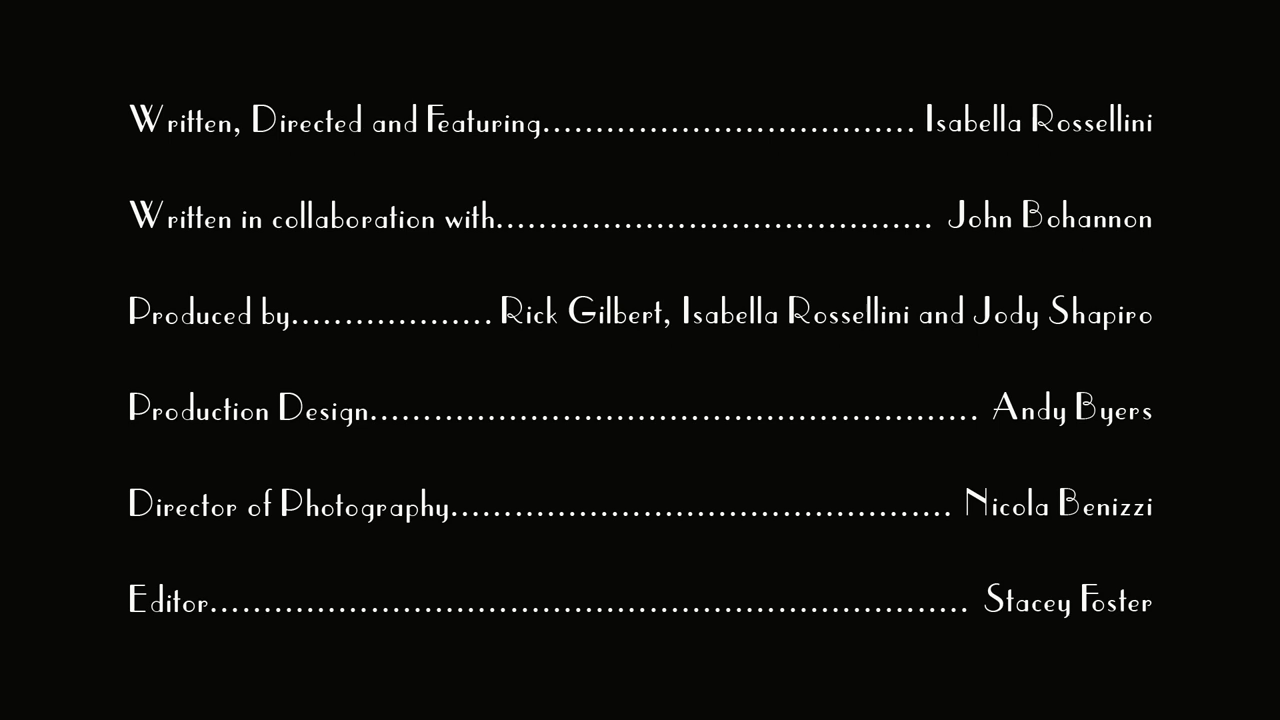 Written, Directed and Featuring................................... Isabella Rossellini
Written in collaboration with......................................... John Bohannon
Produced by................... Rick Gilbert, Isabella Rossellini and Jody Shapiro
Production Design......................................................... Andy Byers
Director of Photography............................................... Nicola Benizzi
Editor....................................................................... Stacey Foster